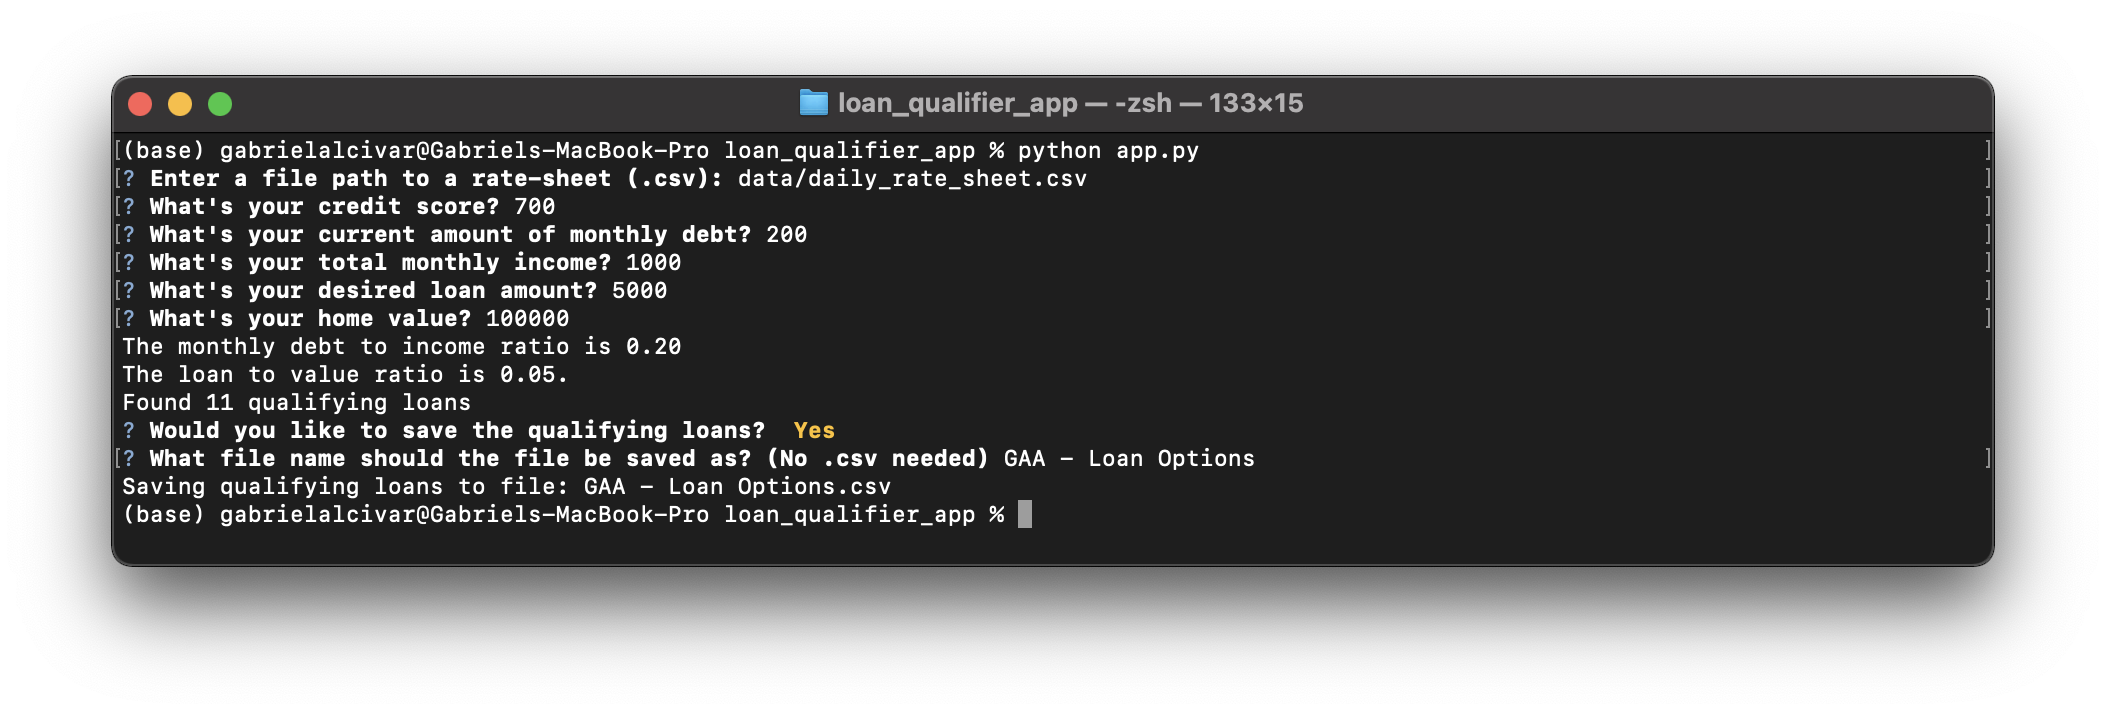 loan_qualifier_app — -zsh — 133×15
[(base) gabrielalcivar@Gabriels-MacBook-Pro loan_qualifier_app % python app.py ]
[? Enter a file path to a rate-sheet (.csv): data/daily_rate_sheet.csv ]
[? What's your credit score? 700 ]
[? What's your current amount of monthly debt? 200 ]
[? What's your total monthly income? 1000 ]
[? What's your desired loan amount? 5000 ]
[? What's your home value? 100000 ]
The monthly debt to income ratio is 0.20
The loan to value ratio is 0.05.
Found 11 qualifying loans
? Would you like to save the qualifying loans?  Yes
[? What file name should the file be saved as? (No .csv needed) GAA - Loan Options ]
Saving qualifying loans to file: GAA - Loan Options.csv
(base) gabrielalcivar@Gabriels-MacBook-Pro loan_qualifier_app %